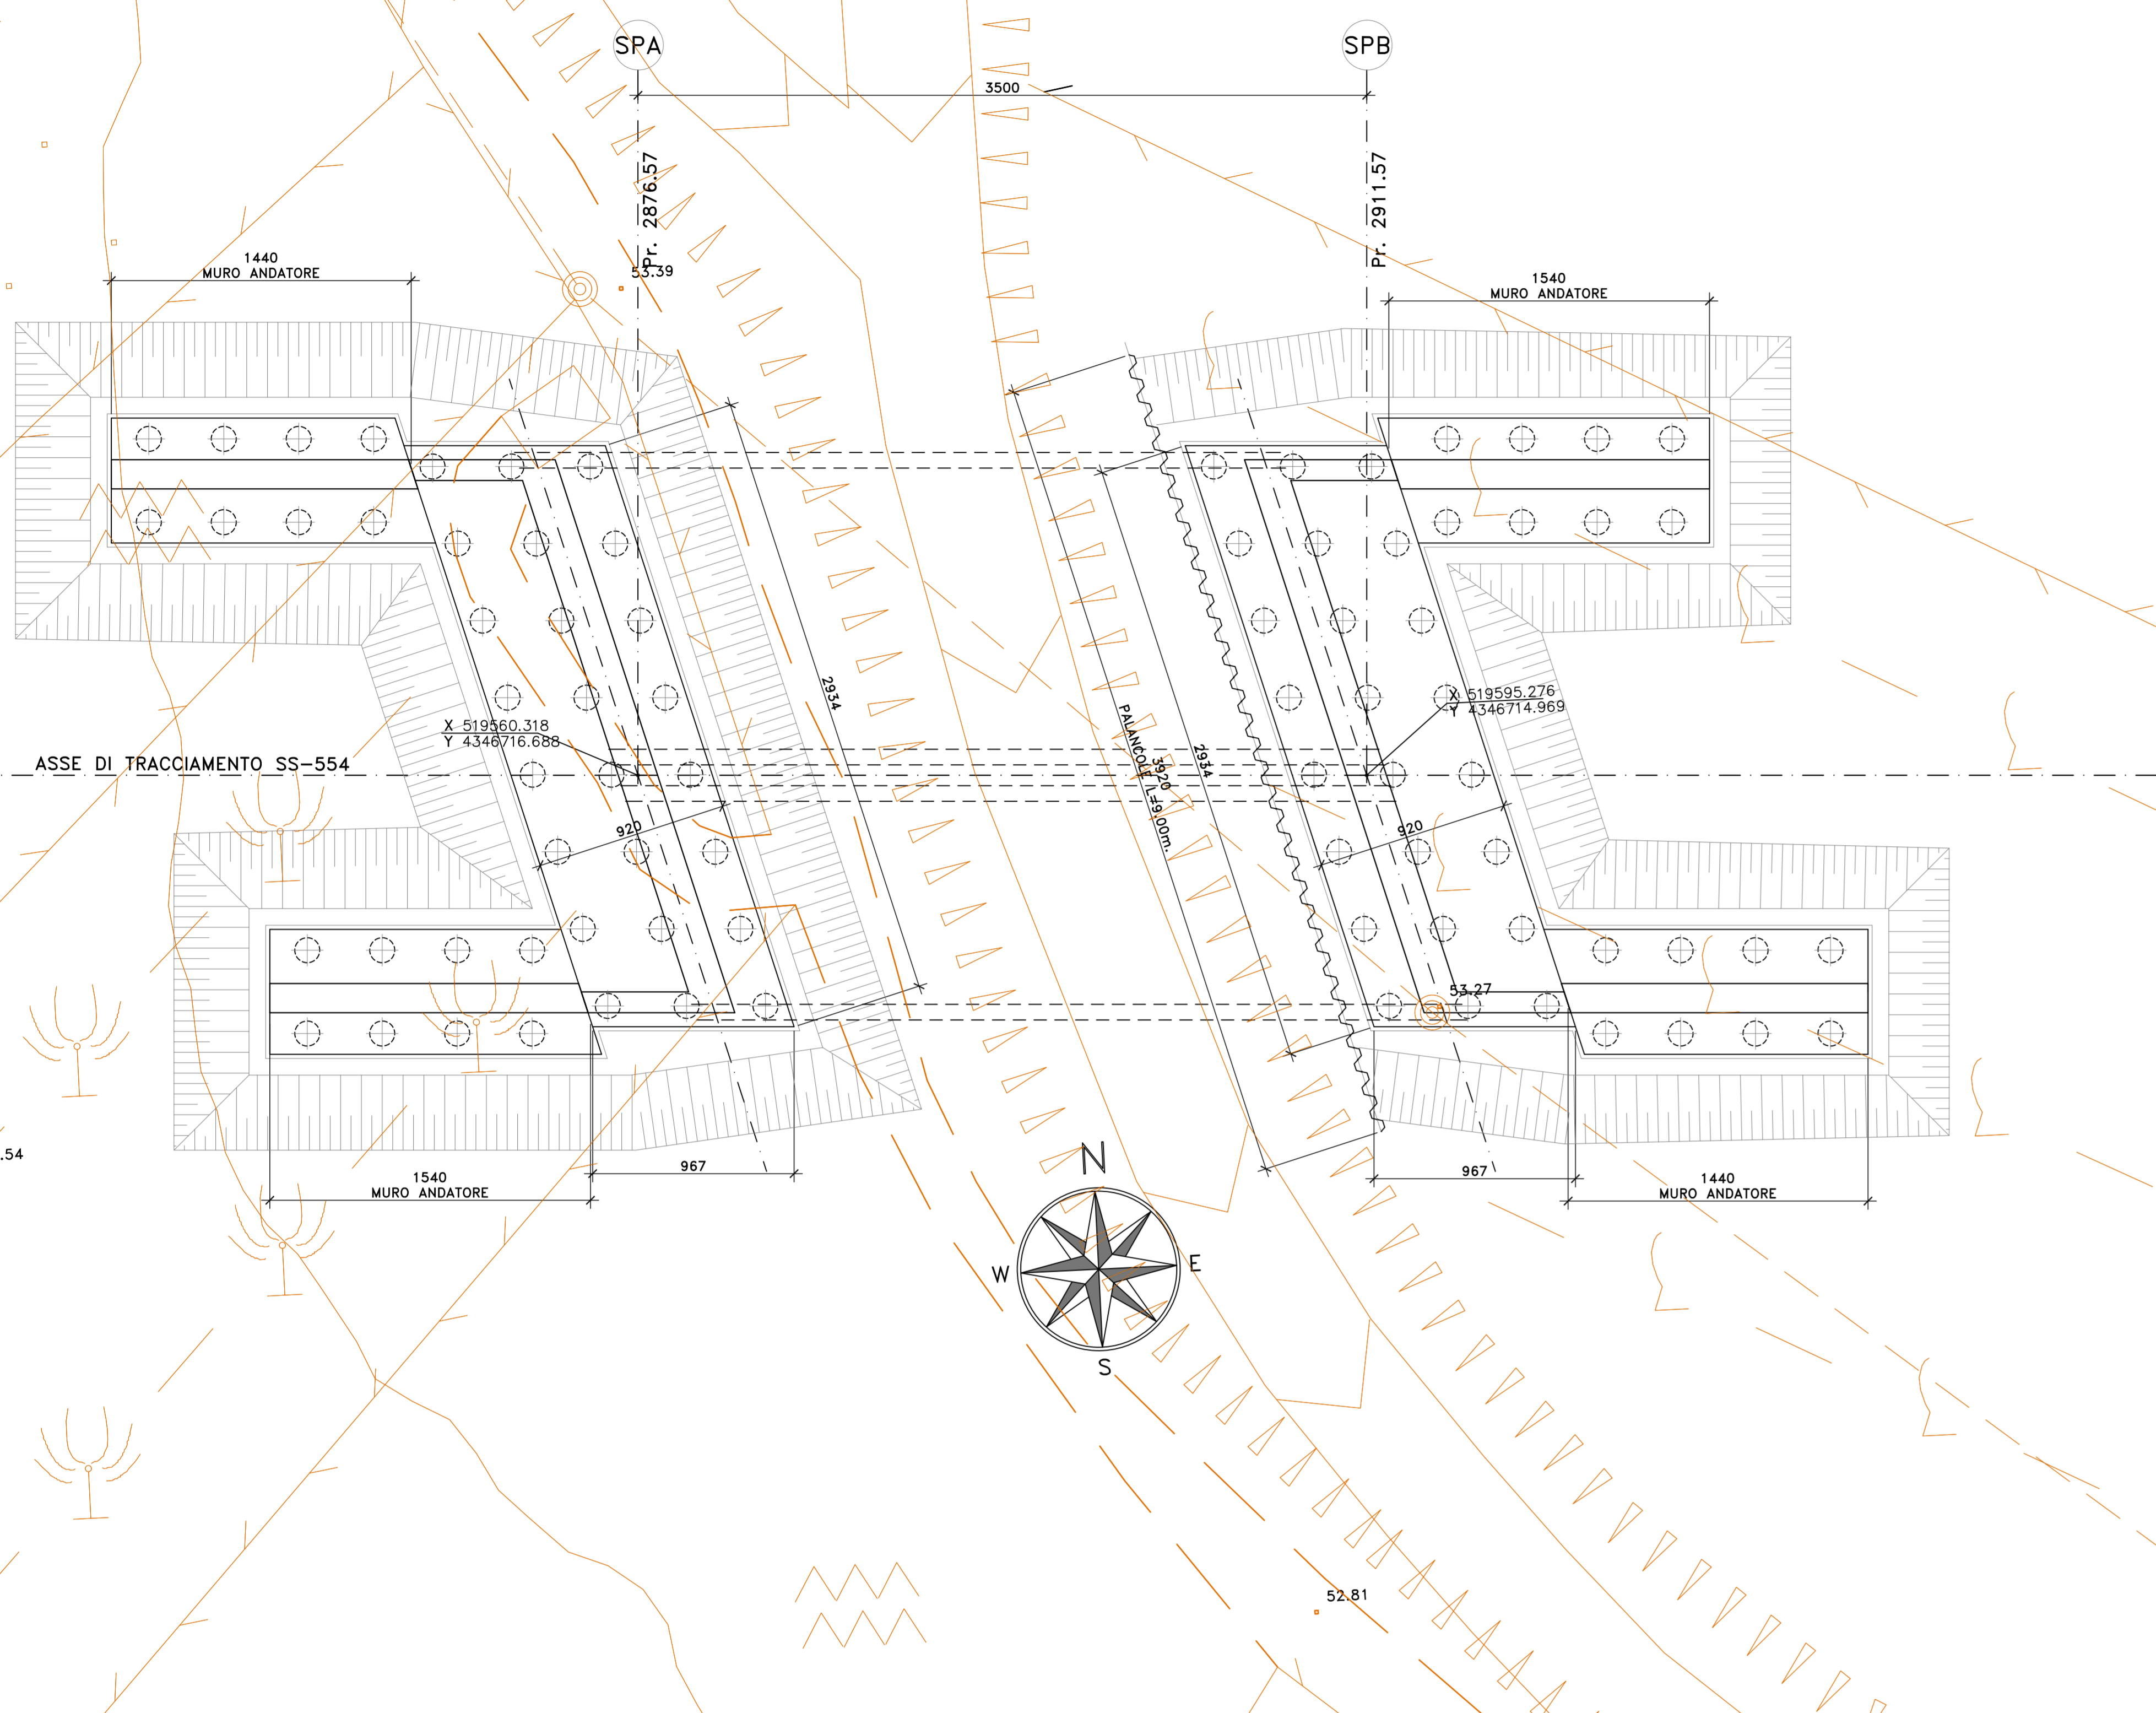 SPA
SPB
3500
Pr. 2876.57
Pr. 2911.57
53.39
1440
MURO ANDATORE
1540
MURO ANDATORE
2934
X 519595.276
Y 4346714.969
X 519560.318
Y 4346716.688
ASSE DI TRACCIAMENTO SS-554
2934
3920
PALANCOLE L=9.00m.
920
920
53.27
.54
967
967
1540
MURO ANDATORE
1440
MURO ANDATORE
N
W
E
S
52.81